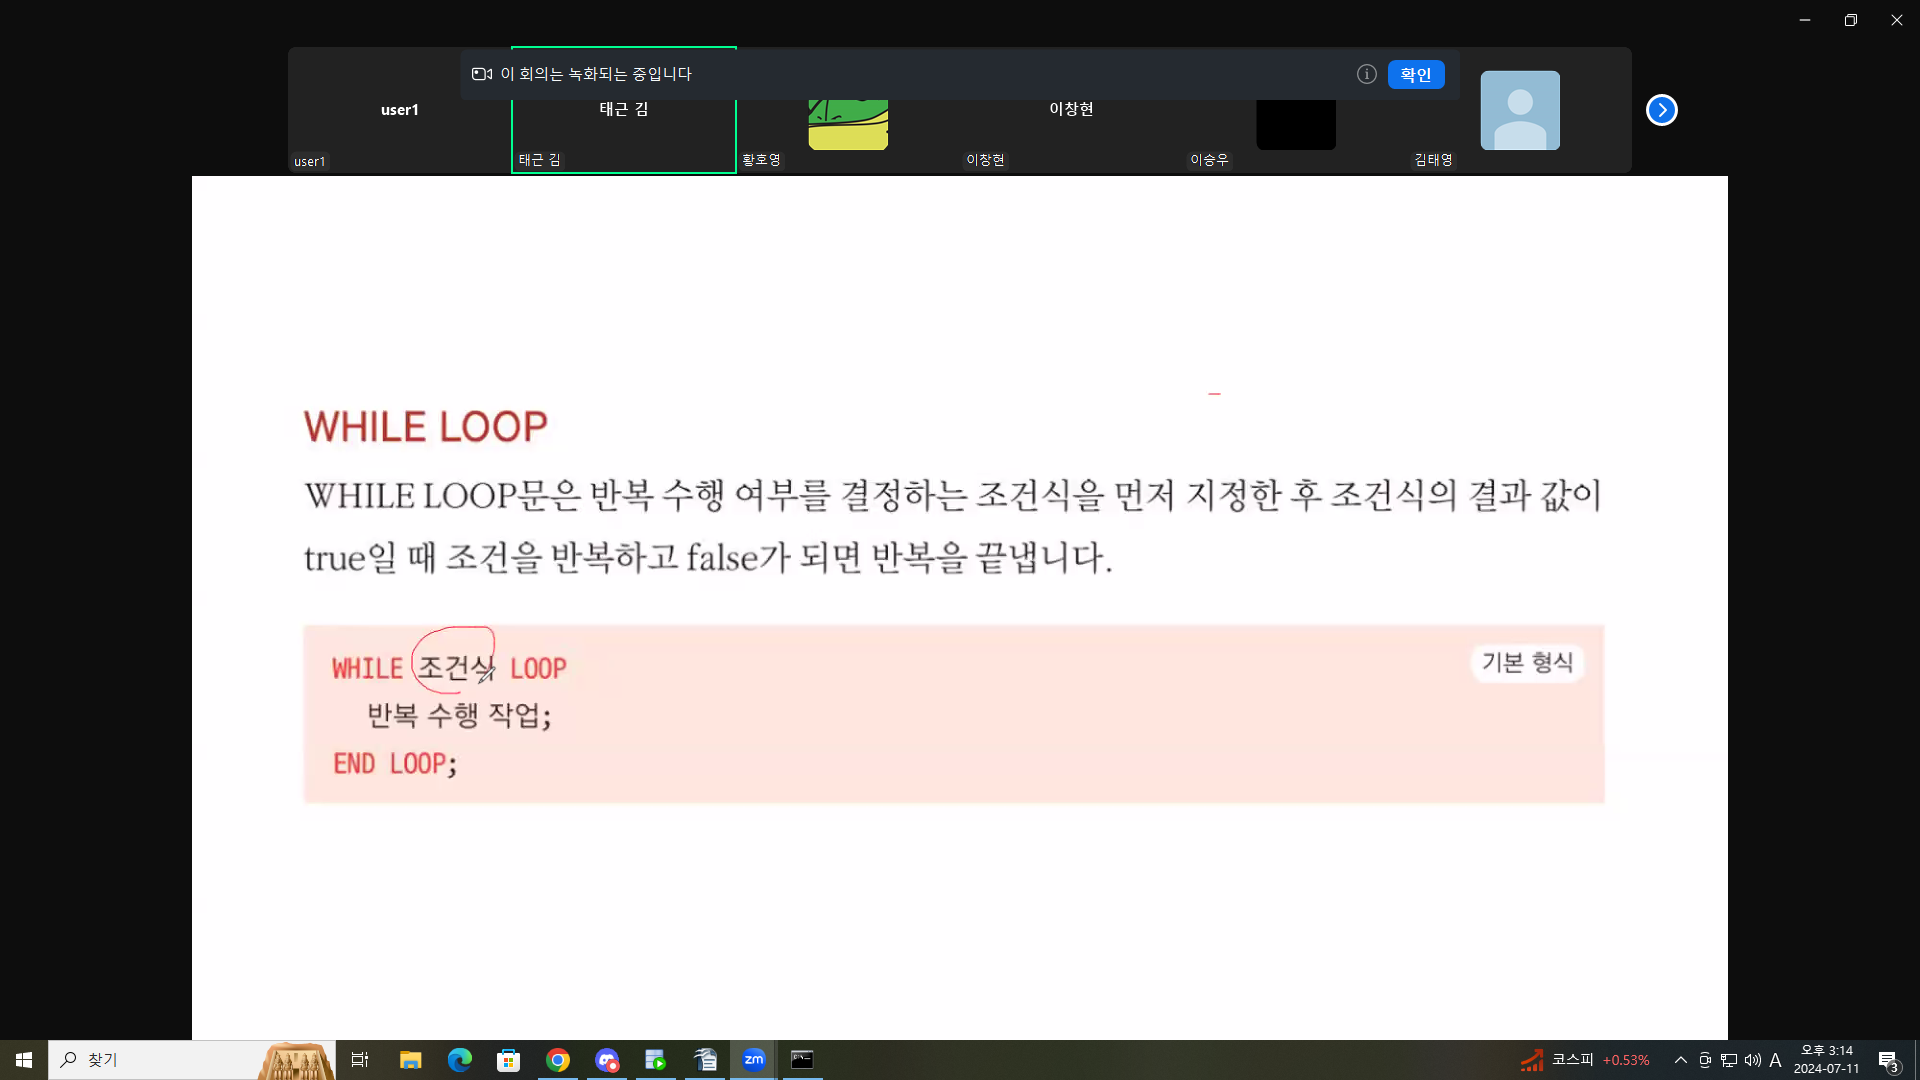 이 회의는 녹화되는 중입니다
확인
user1
태근 김
이창현
user1
태근 김
황호영
이창현
이승우
김태영
WHILE LOOP
WHILE LOOP문은 반복 수행 여부를 결정하는 조건식을 먼저 지정한 후 조건식의 결과 값이
true일 때 조건을 반복하고 false가 되면 반복을 끝냅니다.
WHILE 조건식 LOOP
기본 형식
반복 수행 작업;
END LOOP;
찾기
zm
코스피 +0.53%
A
오후 3:14
2024-07-11
3